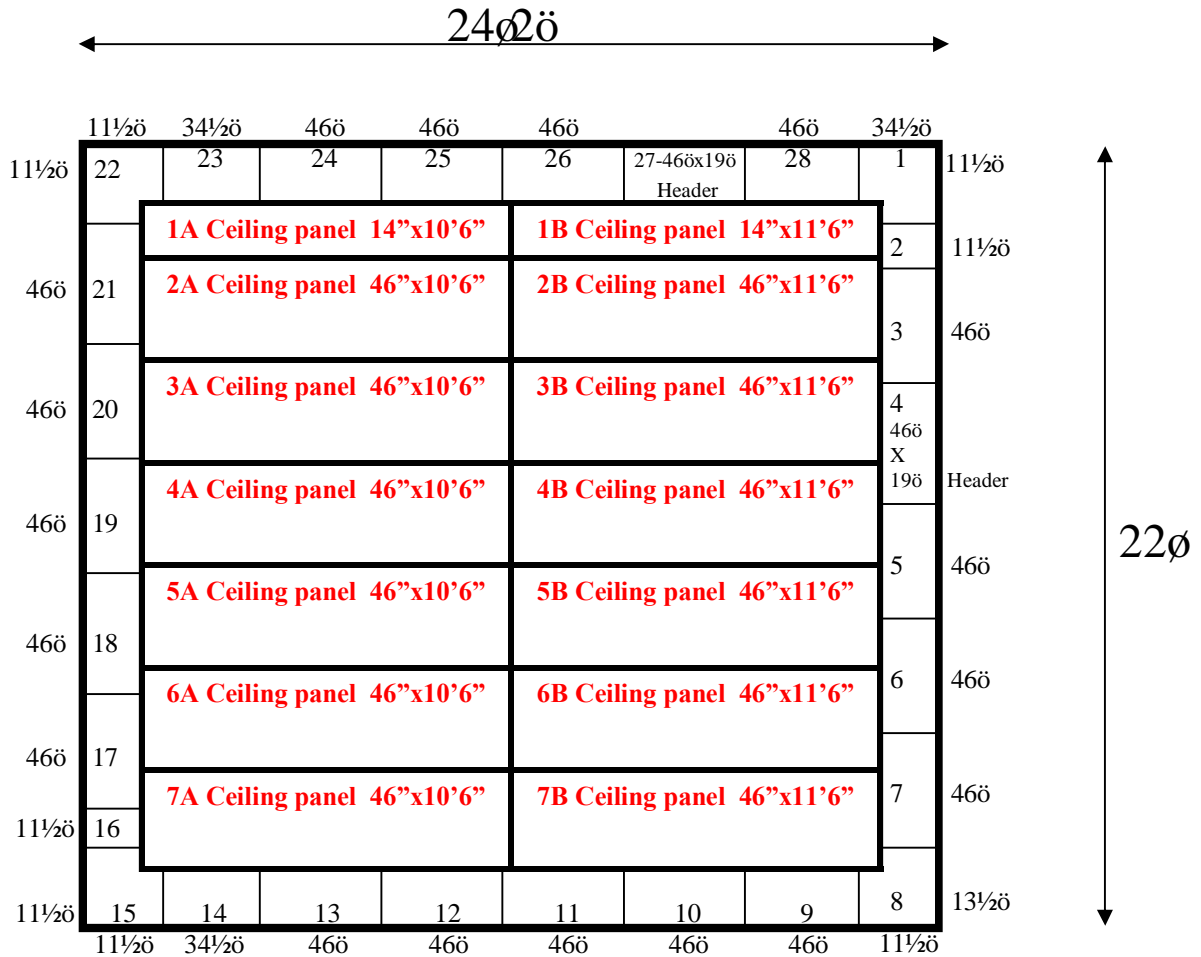 24ø2ö
11½ö 34½ö 46ö 46ö 46ö 46ö 34½ö
11½ö 22 23 24 25 26 27-46öx19ö 28 1 11½ö
Header
1A Ceiling panel 14”x10’6” 1B Ceiling panel 14”x11’6”
2 11½ö
2A Ceiling panel 46”x10’6” 2B Ceiling panel 46”x11’6”
46ö 21
3 46ö
3A Ceiling panel 46”x10’6” 3B Ceiling panel 46”x11’6”
46ö 20
4
46ö
X
19ö Header
4A Ceiling panel 46”x10’6” 4B Ceiling panel 46”x11’6”
46ö 19
22ø
5 46ö
5A Ceiling panel 46”x10’6” 5B Ceiling panel 46”x11’6”
46ö 18
6 46ö
6A Ceiling panel 46”x10’6” 6B Ceiling panel 46”x11’6”
46ö 17
7A Ceiling panel 46”x10’6” 7B Ceiling panel 46”x11’6”
7 46ö
11½ö 16
8 13½ö
11½ö 15 14 13 12 11 10 9
11½ö 34½ö 46ö 46ö 46ö 46ö 46ö 11½ö